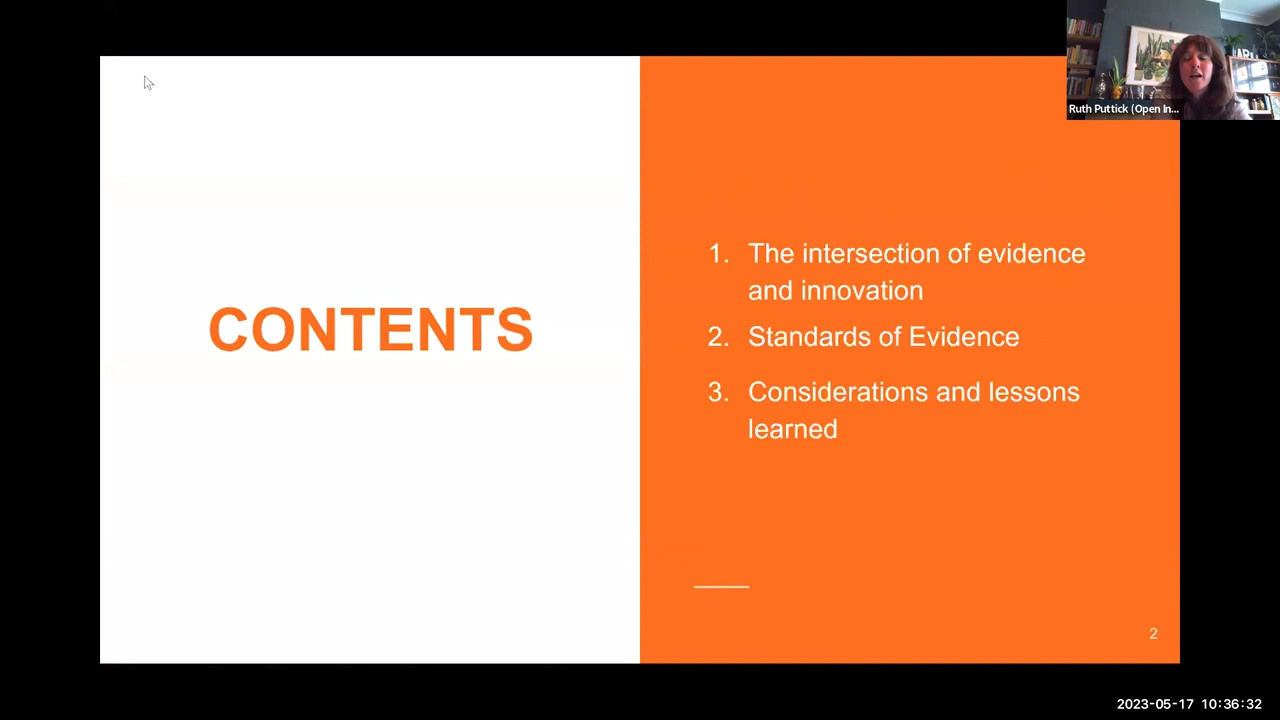 Ruth Puttick (Open In...
CONTENTS
1. The intersection of evidence
and innovation
2. Standards of Evidence
3. Considerations and lessons
learned
2
2023-05-17 10:36:32